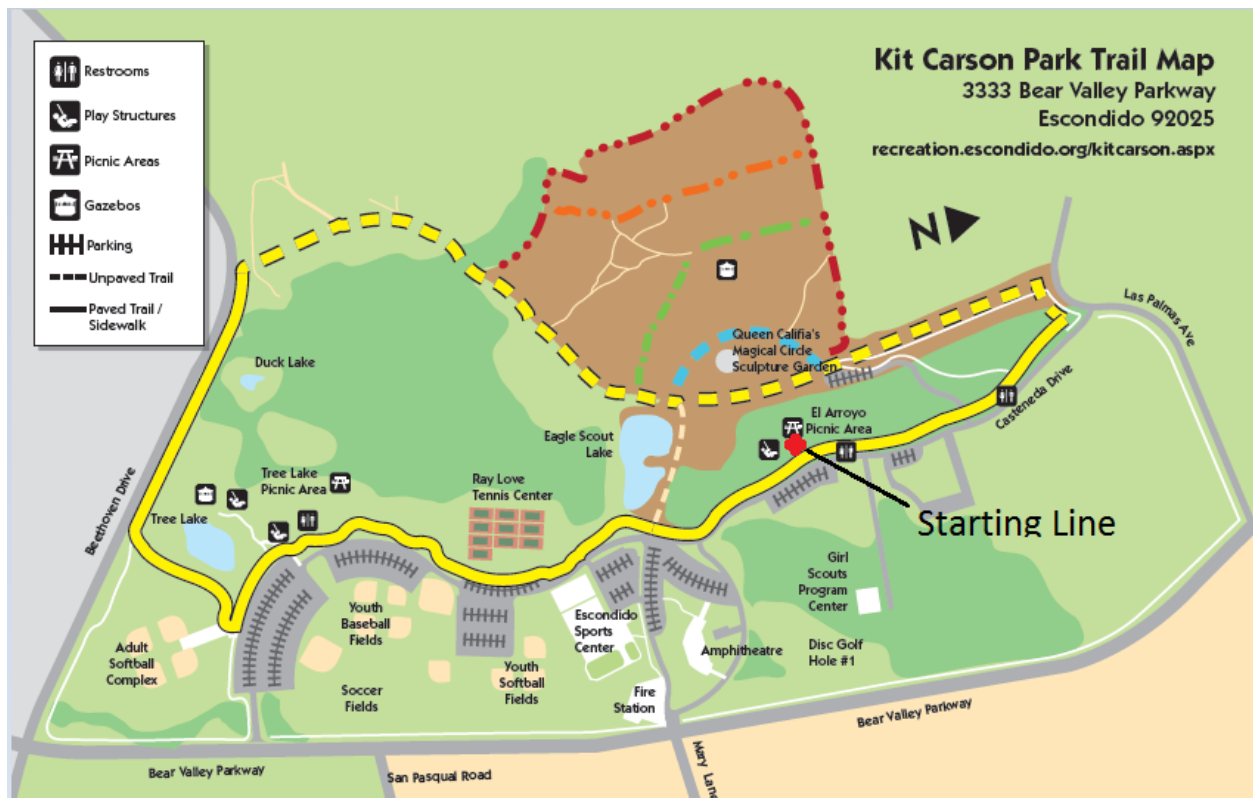 Kit Carson Park Trail Map
3333 Bear Valley Parkway
Escondido 92025
recreation.escondido.org/kitcarson.aspx
Restrooms
Play Structures
Picnic Areas
Gazebos
Parking
Unpaved Trail
Paved Trail /
Sidewalk
N
Las Palmas Ave
Queen Califia's
Magical Circle
Sculpture Garden
Duck Lake
Casteneda Drive
El Arroyo
Picnic Area
Eagle Scout
Lake
Tree Lake
Picnic Area
Ray Love
Tennis Center
Beethoven Drive
Tree Lake
Starting Line
Girl
Scouts
Program
Center
Youth
Baseball
Fields
Escondido
Sports
Center
Adult
Softball
Complex
Amphitheatre
Disc Golf
Hole #1
Soccer
Fields
Youth
Softball
Fields
Fire
Station
Bear Valley Parkway
Bear Valley Parkway
San Pasqual Road
Mary Lane